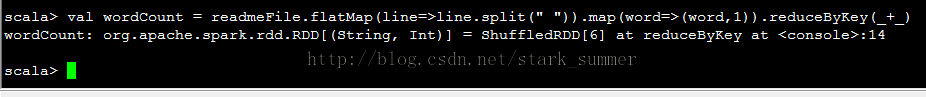 scala> val wordCount = readmeFile.flatMap(line=>line.split(" ")).map(word=>(word,1)).reduceByKey(_+_)
wordCount: org.apache.spark.rdd.RDD[(String, Int)] = ShuffledRDD[6] at reduceByKey at <console>:14
http://blog.csdn.net/stark_summer
scala>